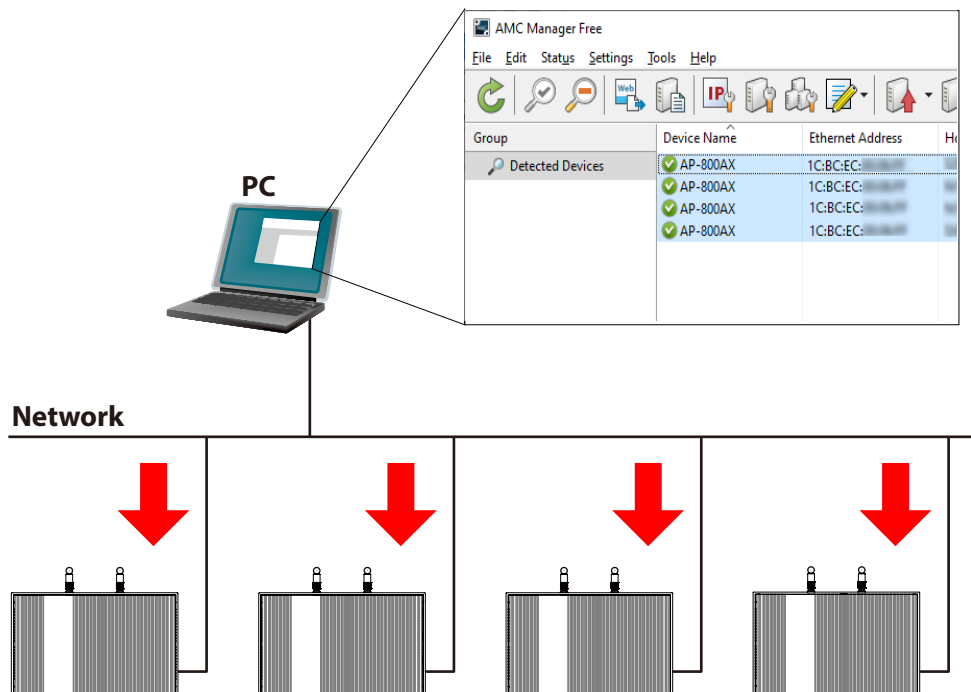 AMC Manager Free
File Edit Status Settings Tools Help
Web
IP
Group
Device Name
Ethernet Address
Detected Devices
AP-800AX
1C:BC:EC:
AP-800AX
1C:BC:EC:
AP-800AX
1C:BC:EC:
AP-800AX
1C:BC:EC:
PC
Network